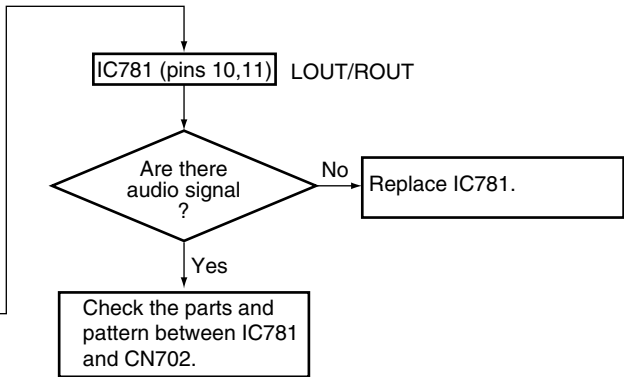 IC781 (pins 10,11) LOUT/ROUT
Are there
audio signal
?
No
Replace IC781.
Yes
Check the parts and
pattern between IC781
and CN702.